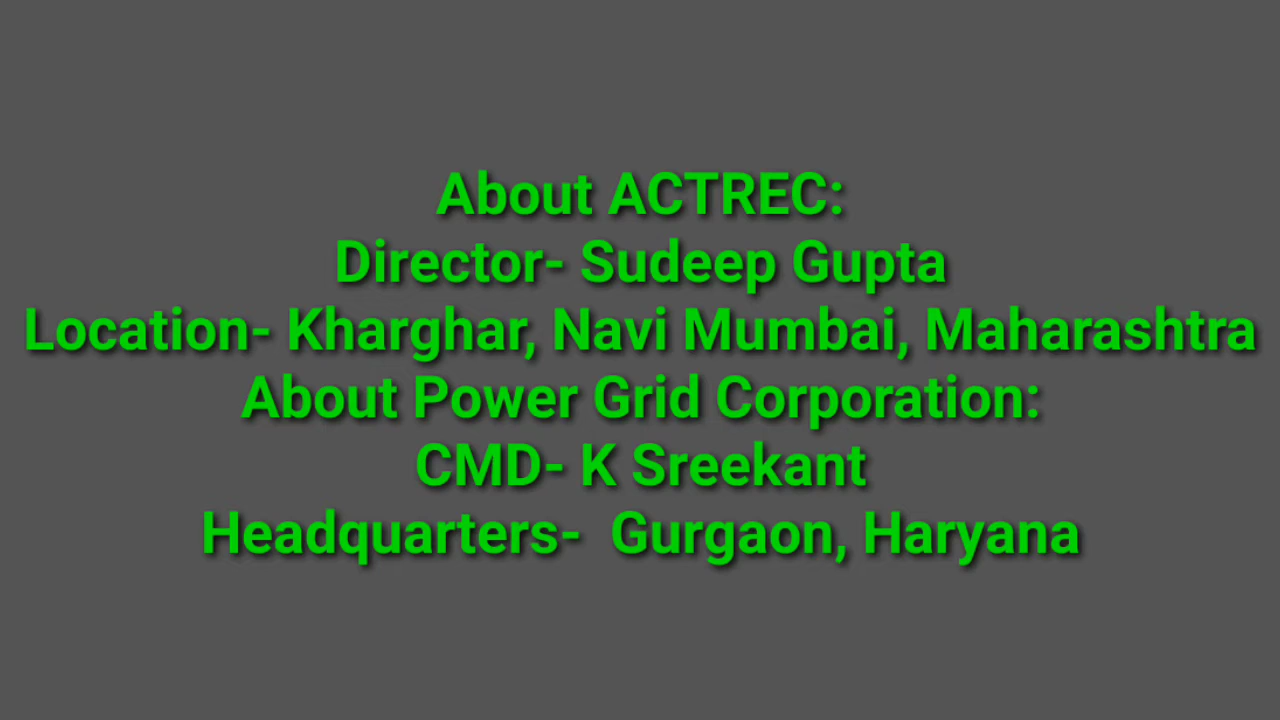 About ACTREC:
Director- Sudeep Gupta
Location- Kharghar, Navi Mumbai, Maharashtra
About Power Grid Corporation:
CMD- K Sreekant
Headquarters-  Gurgaon, Haryana